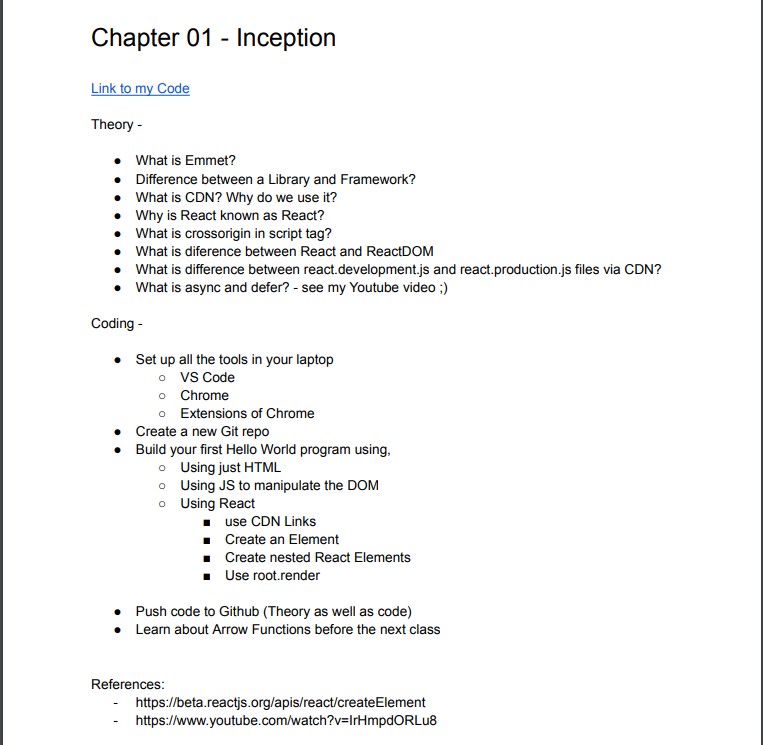 Chapter 01 - Inception
Link to my Code
Theory -
● What is Emmet?
● Difference between a Library and Framework?
● What is CDN? Why do we use it?
● Why is React known as React?
● What is crossorigin in script tag?
● What is diference between React and ReactDOM
● What is difference between react.development.js and react.production.js files via CDN?
● What is async and defer? - see my Youtube video ;)
Coding -
● Set up all the tools in your laptop
○ VS Code
○ Chrome
○ Extensions of Chrome
● Create a new Git repo
● Build your first Hello World program using,
○ Using just HTML
○ Using JS to manipulate the DOM
○ Using React
■ use CDN Links
■ Create an Element
■ Create nested React Elements
■ Use root.render
● Push code to Github (Theory as well as code)
● Learn about Arrow Functions before the next class
References:
- https://beta.reactjs.org/apis/react/createElement
- https://www.youtube.com/watch?v=IrHmpdORLu8